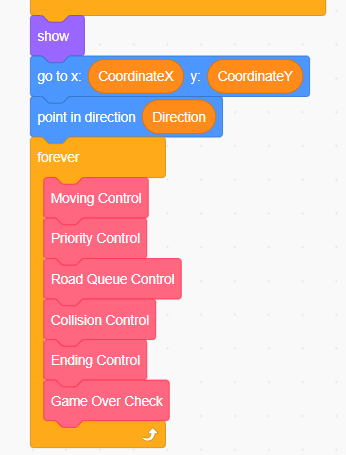 show
go to x: CoordinateX y: CoordinateY
point in direction Direction
forever
Moving Control
Priority Control
Road Queue Control
Collision Control
Ending Control
Game Over Check